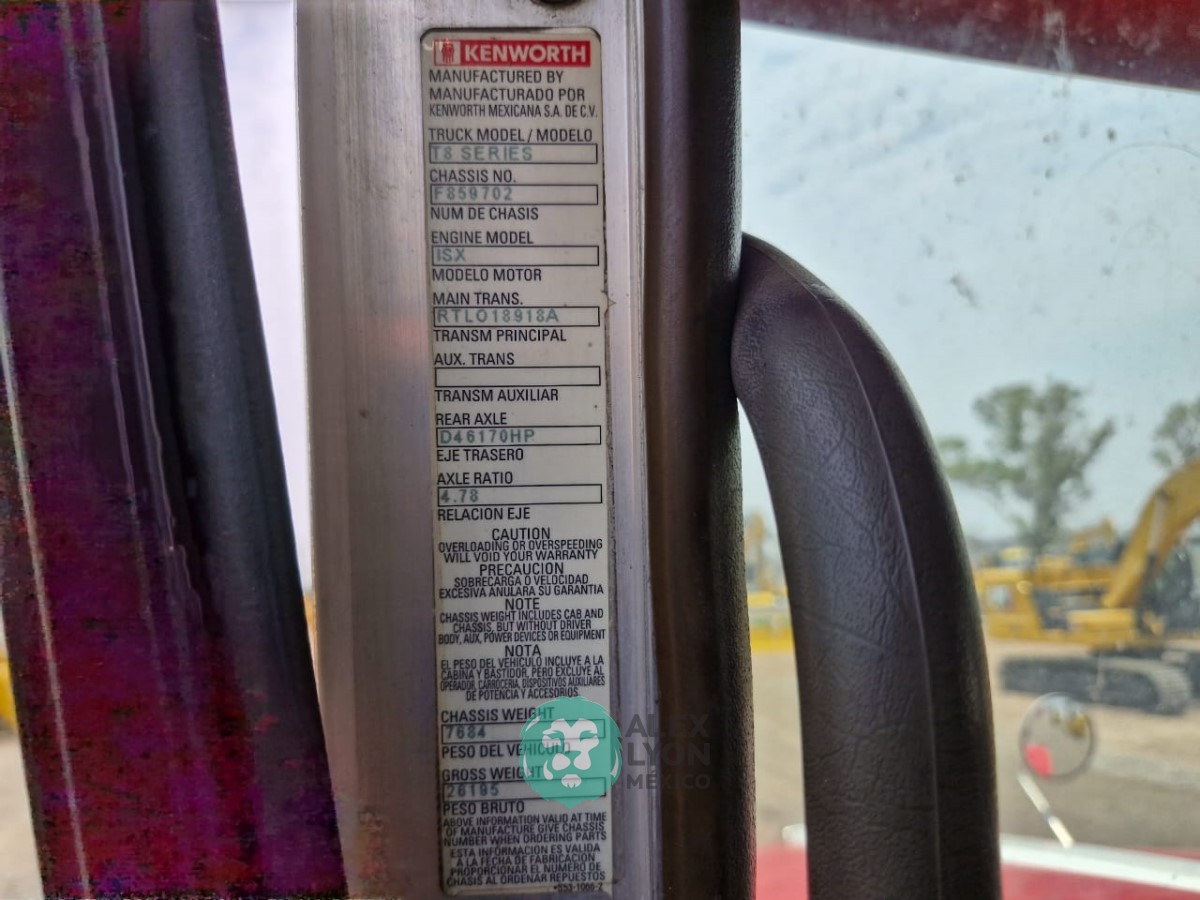 KENWORTH
MANUFACTURED BY
MANUFACTURADO POR
KENWORTH MEXICANA S.A. DE C.V.
TRUCK MODEL / MODELO
T8 SERIES
CHASSIS NO.
F859702
NUM DE CHASIS
ENGINE MODEL
ISX
MODELO MOTOR
MAIN TRANS.
RTLO18918A
TRANSM PRINCIPAL
AUX. TRANS
TRANSM AUXILIAR
REAR AXLE
D46170HP
EJE TRASERO
AXLE RATIO
4.78
RELACION EJE
CAUTION
OVERLOADING OR OVERSPEEDING
WILL VOID YOUR WARRANTY
PRECAUCION
SOBRECARGA O VELOCIDAD
EXCESIVA ANULARA SU GARANTIA
NOTE
CHASSIS WEIGHT INCLUDES CAB AND
CHASSIS, BUT WITHOUT DRIVER
BODY, AUX, POWER DEVICES OR EQUIPMENT
NOTA
EL PESO DEL VEHICULO INCLUYE A LA
CABINA Y BASTIDOR, PERO EXCLUYE AL
OPERADOR, CARROCERIA, DISPOSITIVOS AUXILIARES
DE POTENCIA Y ACCESORIOS.
CHASSIS WEIGHT
7684
PESO DEL VEHICULO
GROSS WEIGHT
26195
PESO BRUTO
ABOVE INFORMATION VALID AT TIME
OF MANUFACTURE GIVE CHASSIS
NUMBER WHEN ORDERING PARTS
ESTA INFORMACION ES VALIDA
A LA FECHA DE FABRICACION
PROPORCIONAR EL NUMERO DE
CHASIS AL ORDENAR REPUESTOS
S53-1066-2
ALEX
LYON
MÉXICO